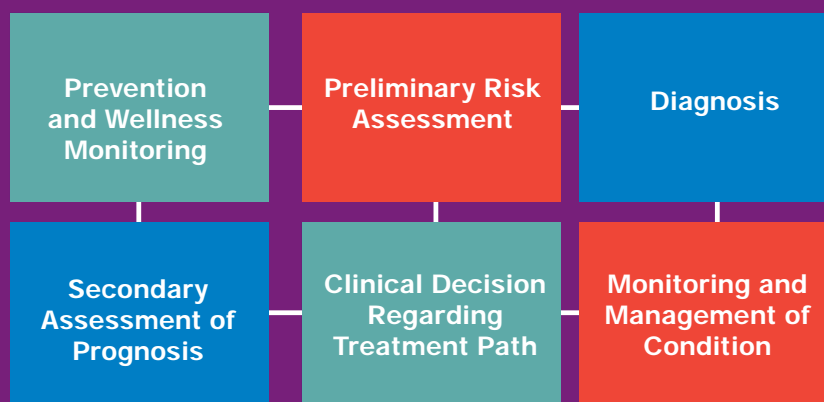 Prevention
and Wellness
Monitoring
Preliminary Risk
Assessment
Diagnosis
Secondary
Assessment of
Prognosis
Clinical Decision
Regarding
Treatment Path
Monitoring and
Management of
Condition